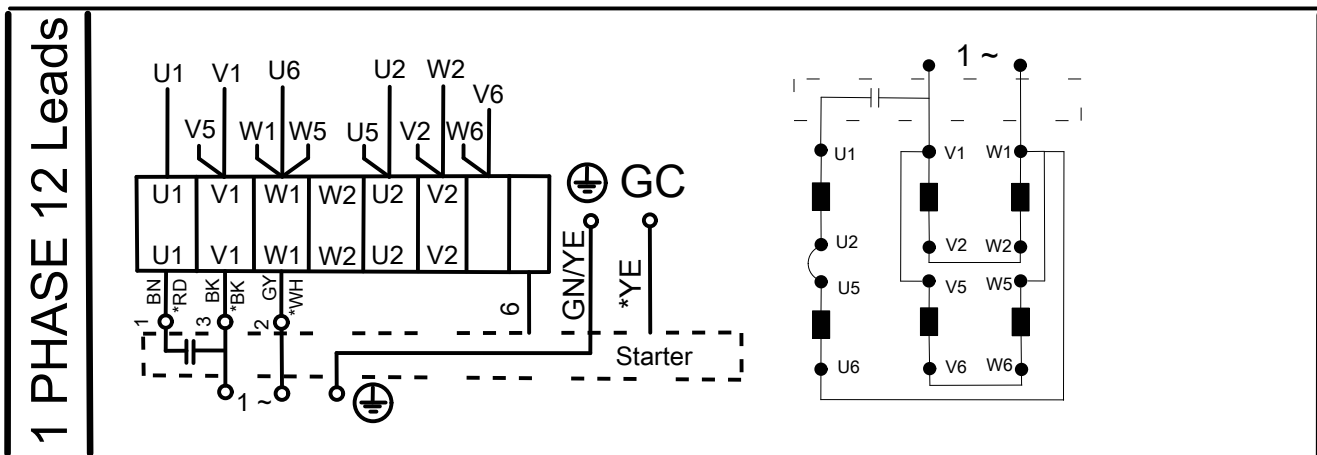 1 PHASE 12 Leads
U1 V1 U6 U2 W2 V6
V5 W1 W5 U5 V2 W6
U1 V1 W1 W2 U2 V2
U1 V1 W1 W2 U2 V2
GC
BN *RD BK *BK GY *WH
1 3 2 6
GN/YE *YE
Starter
1 ~
1 ~
U1 V1 W1
U2 V2 W2
U5 V5 W5
U6 V6 W6